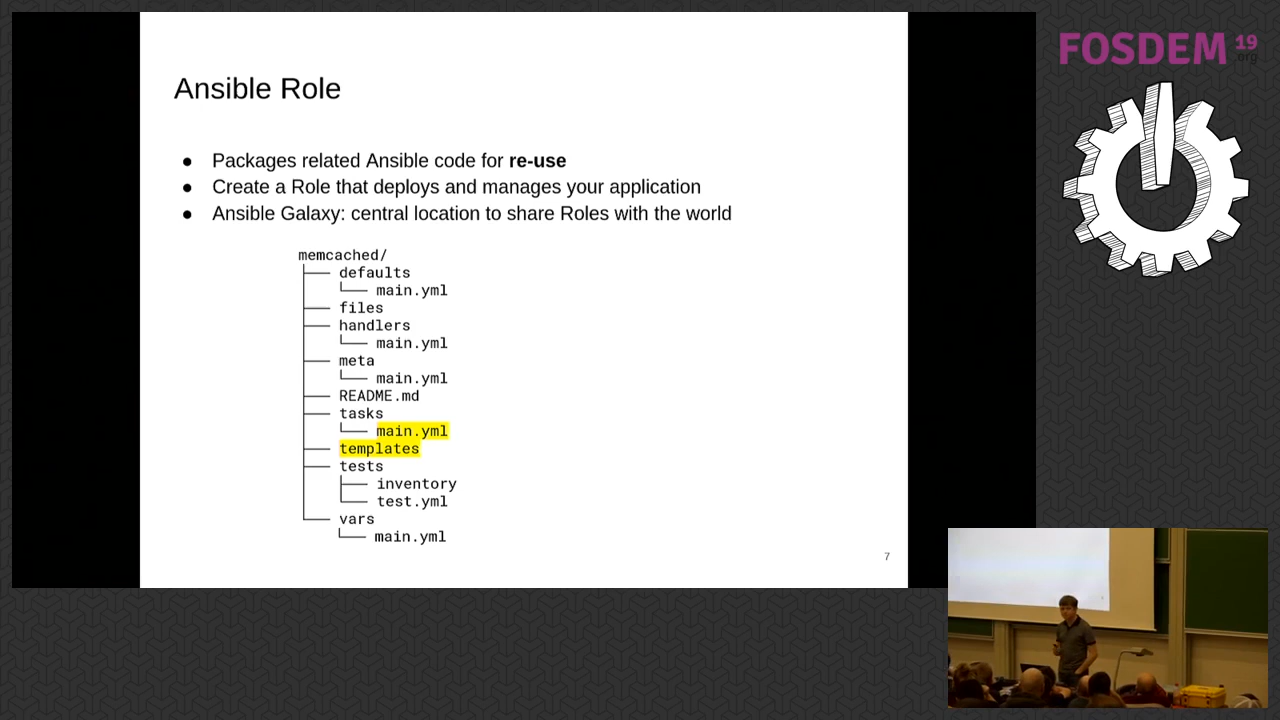 Ansible Role
● Packages related Ansible code for re-use
● Create a Role that deploys and manages your application
● Ansible Galaxy: central location to share Roles with the world
memcached/
├── defaults
│   └── main.yml
├── files
├── handlers
│   └── main.yml
├── meta
│   └── main.yml
├── README.md
├── tasks
│   └── main.yml
├── templates
├── tests
│   ├── inventory
│   └── test.yml
└── vars
    └── main.yml
7
FOSDEM 19
.org